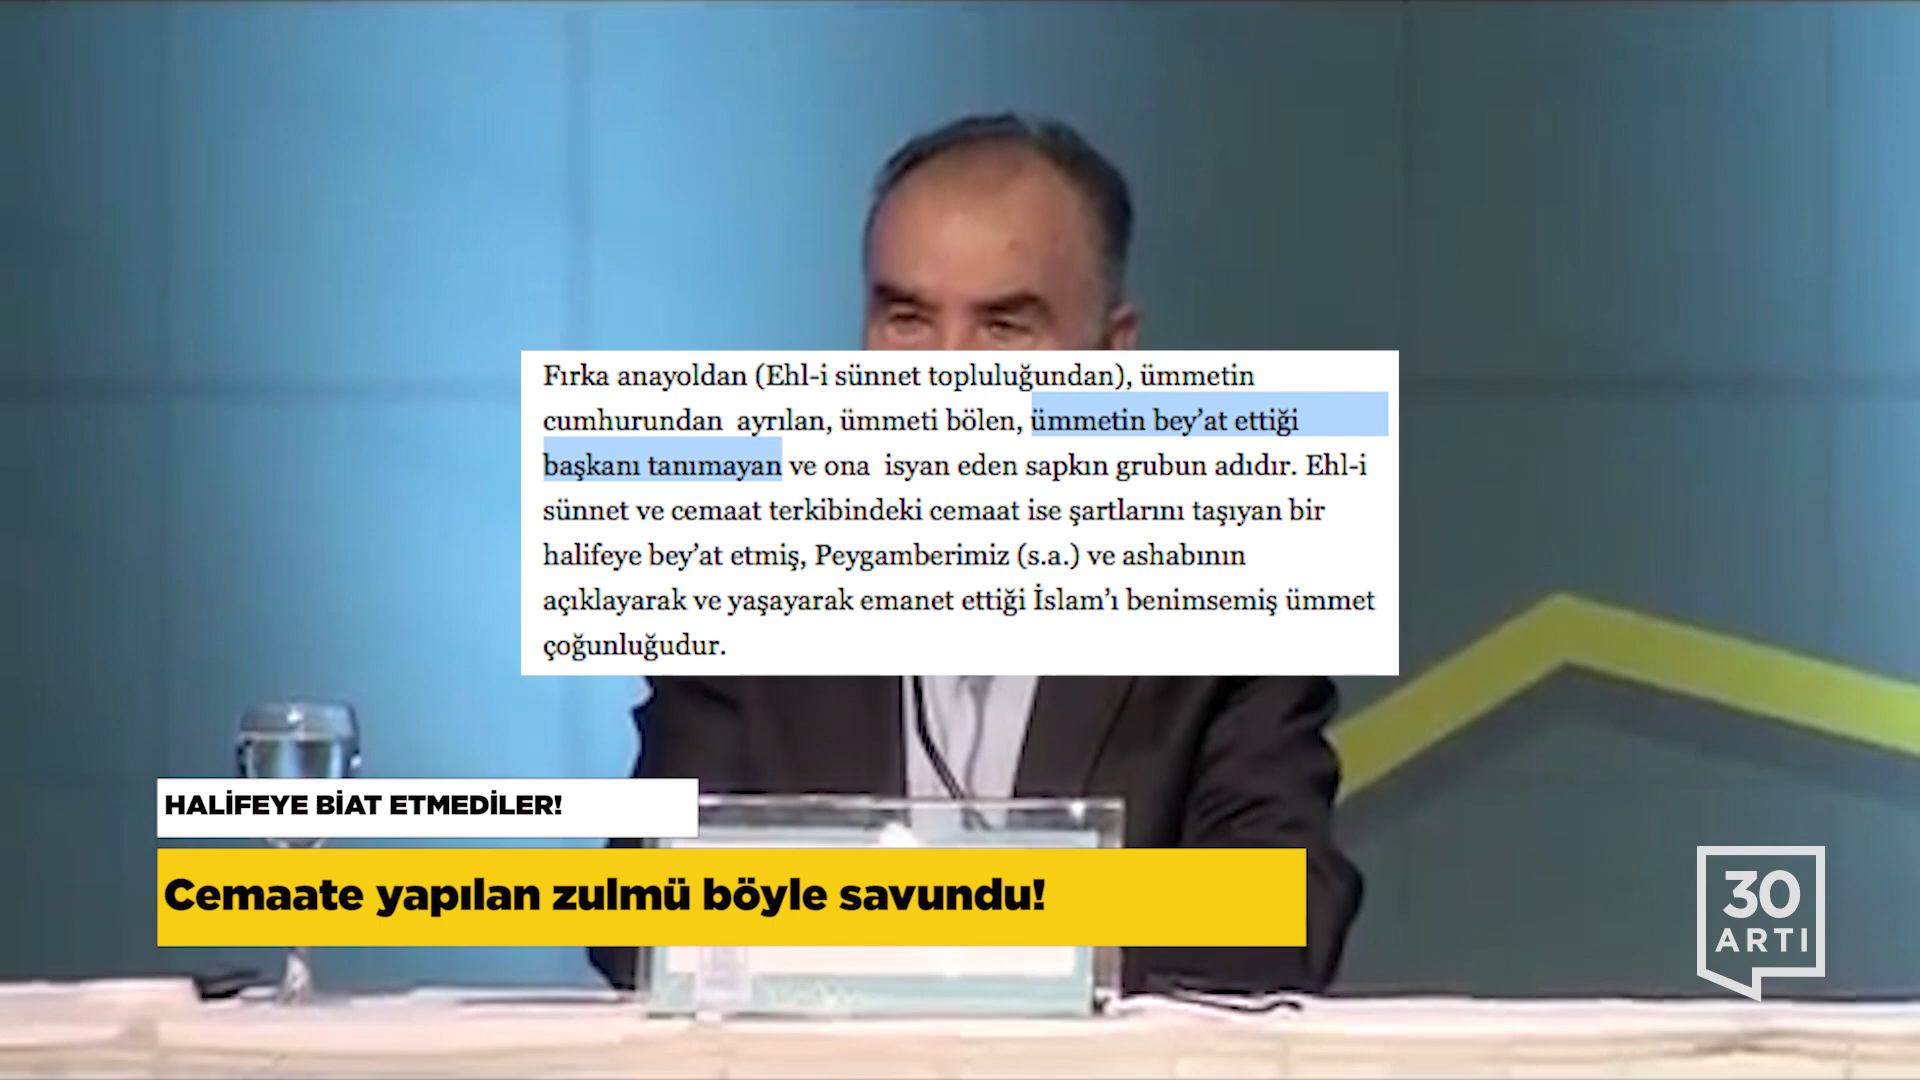 Fırka anayoldan (Ehl-i sünnet topluluğundan), ümmetin
cumhurundan ayrılan, ümmeti bölen, ümmetin bey’at ettiği
başkanı tanımayan ve ona isyan eden sapkın grubun adıdır. Ehl-i
sünnet ve cemaat terkibindeki cemaat ise şartlarını taşıyan bir
halifeye bey’at etmiş, Peygamberimiz (s.a.) ve ashabının
açıklayarak ve yaşayarak emanet ettiği İslam’ı benimsemiş ümmet
çoğunluğudur.
HALİFEYE BİAT ETMEDİLER!
Cemaate yapılan zulmü böyle savundu!
30
ARTI